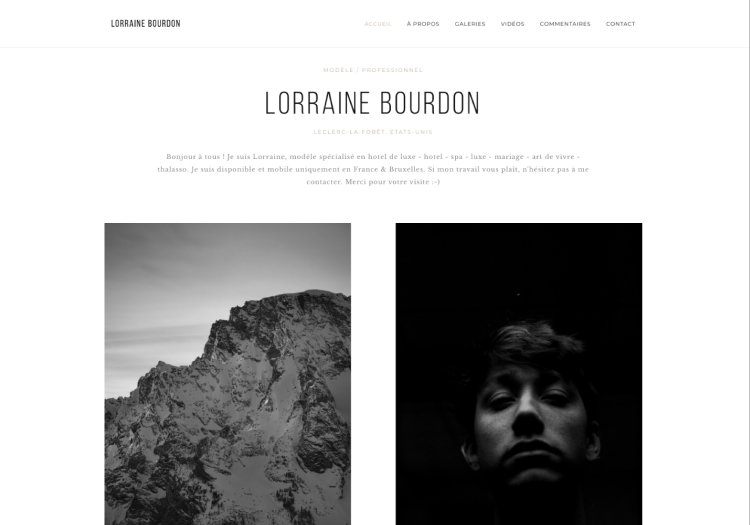 LORRAINE BOURDON
ACCUEIL À PROPOS GALERIES VIDÉOS COMMENTAIRES CONTACT
MODÈLE / PROFESSIONNEL
LORRAINE BOURDON
LECLERC-LA-FORÊT, ÉTATS-UNIS
Bonjour à tous ! Je suis Lorraine, modèle spécialisé en hotel de luxe - hotel - spa - luxe - mariage - art de vivre -
thalasso. Je suis disponible et mobile uniquement en France & Bruxelles. Si mon travail vous plaît, n'hésitez pas à me
contacter. Merci pour votre visite :-)